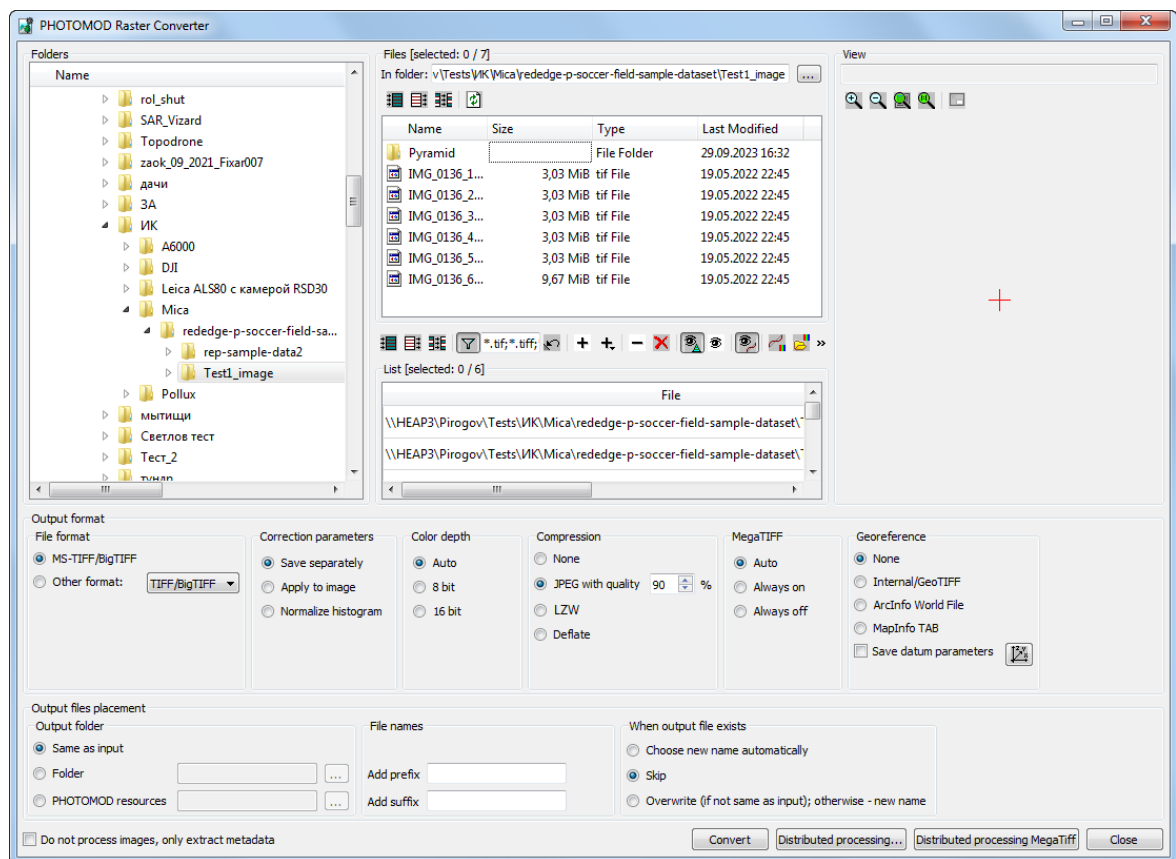 PHOTOMOD Raster Converter
Folders
Name
rol_shut
SAR_Vizard
Topodrone
zaok_09_2021_Fixar007
дачи
ЗА
ИК
A6000
DJI
Leica ALS80 с камерой RSD30
Mica
rededge-p-soccer-field-sa...
rep-sample-data2
Test1_image
Pollux
мытищи
Светлов тест
Тест_2
тундр
Files [selected: 0 / 7]
In folder: v\Tests\ИК\Mica\rededge-p-soccer-field-sample-dataset\Test1_image ...
Name Size Type Last Modified
Pyramid File Folder 29.09.2023 16:32
IMG_0136_1... 3,03 MiB tif File 19.05.2022 22:45
IMG_0136_2... 3,03 MiB tif File 19.05.2022 22:45
IMG_0136_3... 3,03 MiB tif File 19.05.2022 22:45
IMG_0136_4... 3,03 MiB tif File 19.05.2022 22:45
IMG_0136_5... 3,03 MiB tif File 19.05.2022 22:45
IMG_0136_6... 9,67 MiB tif File 19.05.2022 22:45
*.tif;*.tiff;
List [selected: 0 / 6]
File
\\HEAP3\Pirogov\Tests\ИК\Mica\rededge-p-soccer-field-sample-dataset\
\\HEAP3\Pirogov\Tests\ИК\Mica\rededge-p-soccer-field-sample-dataset\
View
Output format
File format
MS-TIFF/BigTIFF
Other format: TIFF/BigTIFF
Correction parameters
Save separately
Apply to image
Normalize histogram
Color depth
Auto
8 bit
16 bit
Compression
None
JPEG with quality 90 %
LZW
Deflate
MegaTIFF
Auto
Always on
Always off
Georeference
None
Internal/GeoTIFF
ArcInfo World File
MapInfo TAB
Save datum parameters
Output files placement
Output folder
Same as input
Folder ...
PHOTOMOD resources ...
File names
Add prefix
Add suffix
When output file exists
Choose new name automatically
Skip
Overwrite (if not same as input); otherwise - new name
Do not process images, only extract metadata
Convert
Distributed processing...
Distributed processing MegaTiff
Close